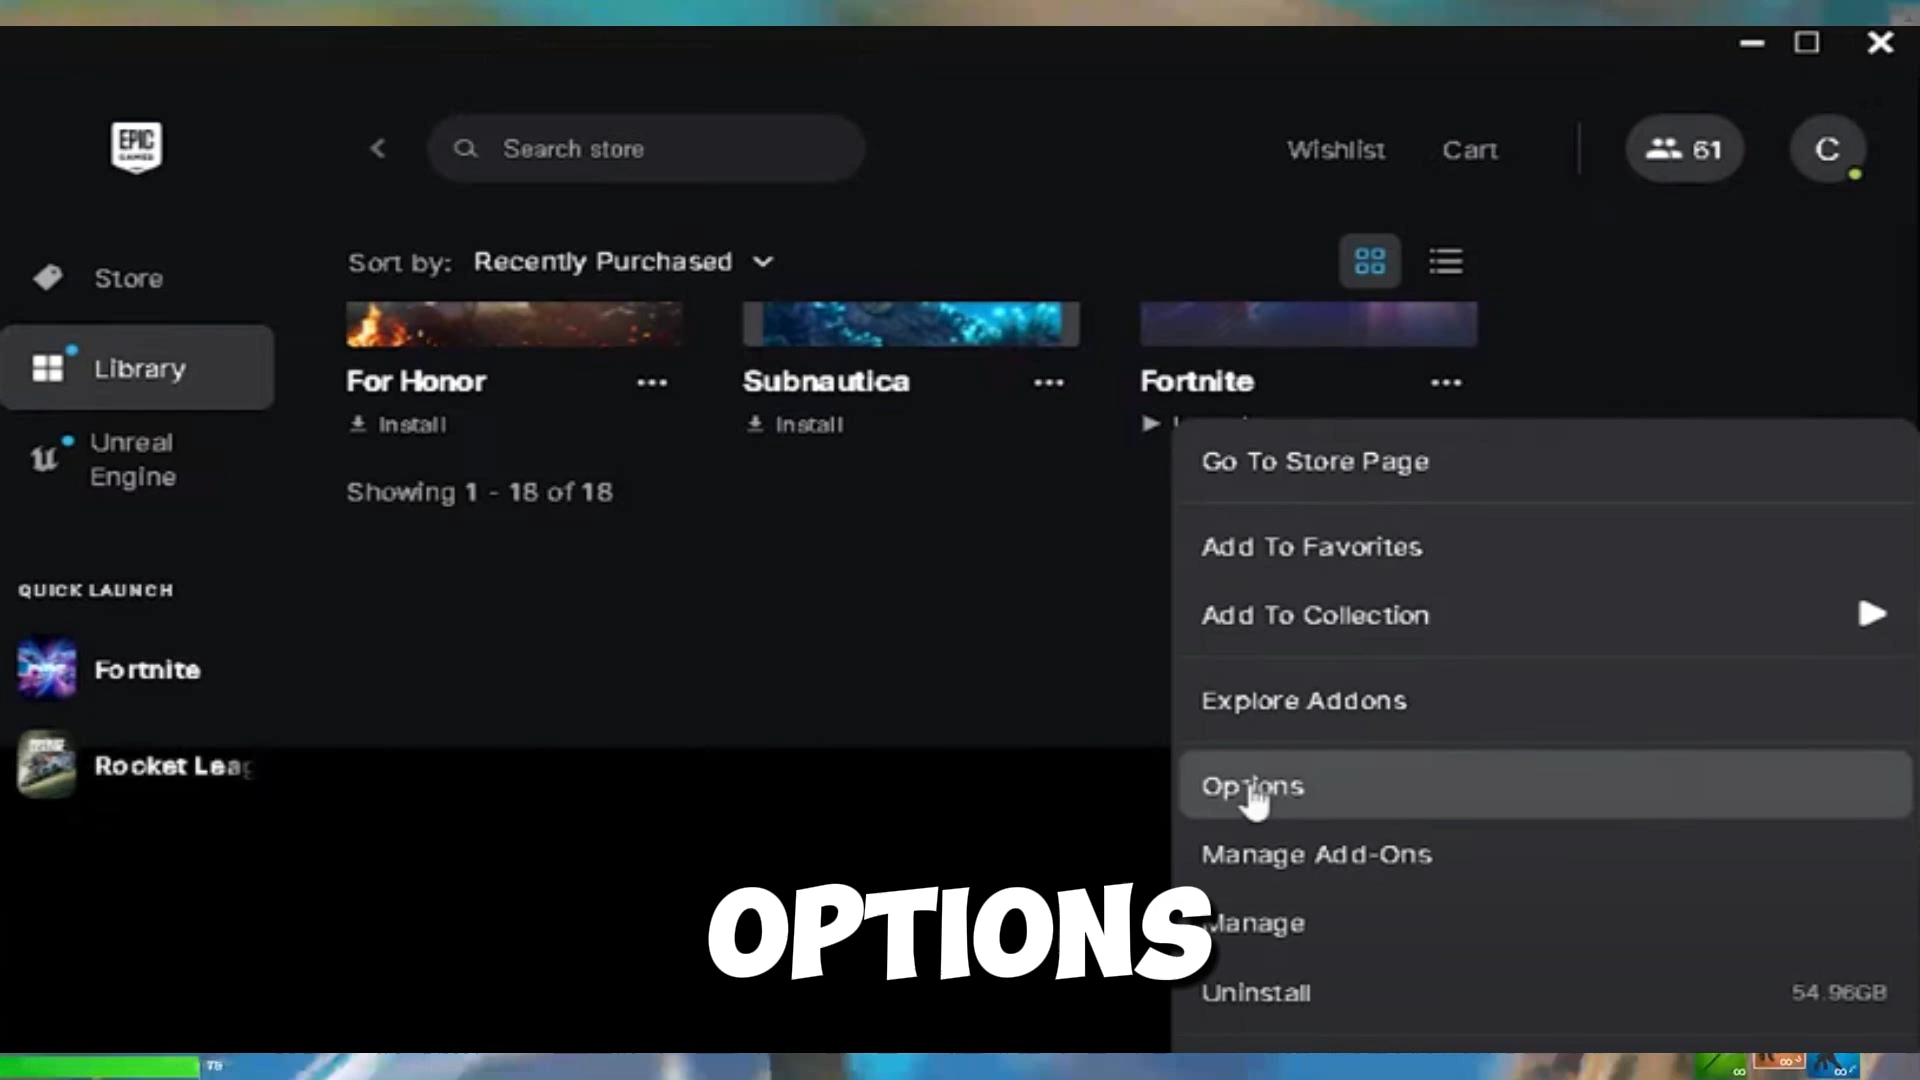 EPIC
GAMES
Search store
Wishlist
Cart
61
C
Store
Library
Unreal
Engine
Sort by: Recently Purchased
For Honor
Install
Subnautica
Install
Fortnite
Showing 1 - 18 of 18
QUICK LAUNCH
Fortnite
Rocket Leag
Go To Store Page
Add To Favorites
Add To Collection
Explore Addons
Options
Manage Add-Ons
Manage
Uninstall
54.96GB
OPTIONS